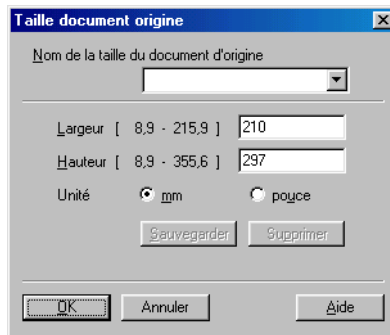 Taille document origine
Nom de la taille du document d'origine
Largeur [ 8,9 - 215,9 ] 210
Hauteur [ 8,9 - 355,6 ] 297
Unité mm pouce
Sauvegarder Supprimer
OK Annuler Aide